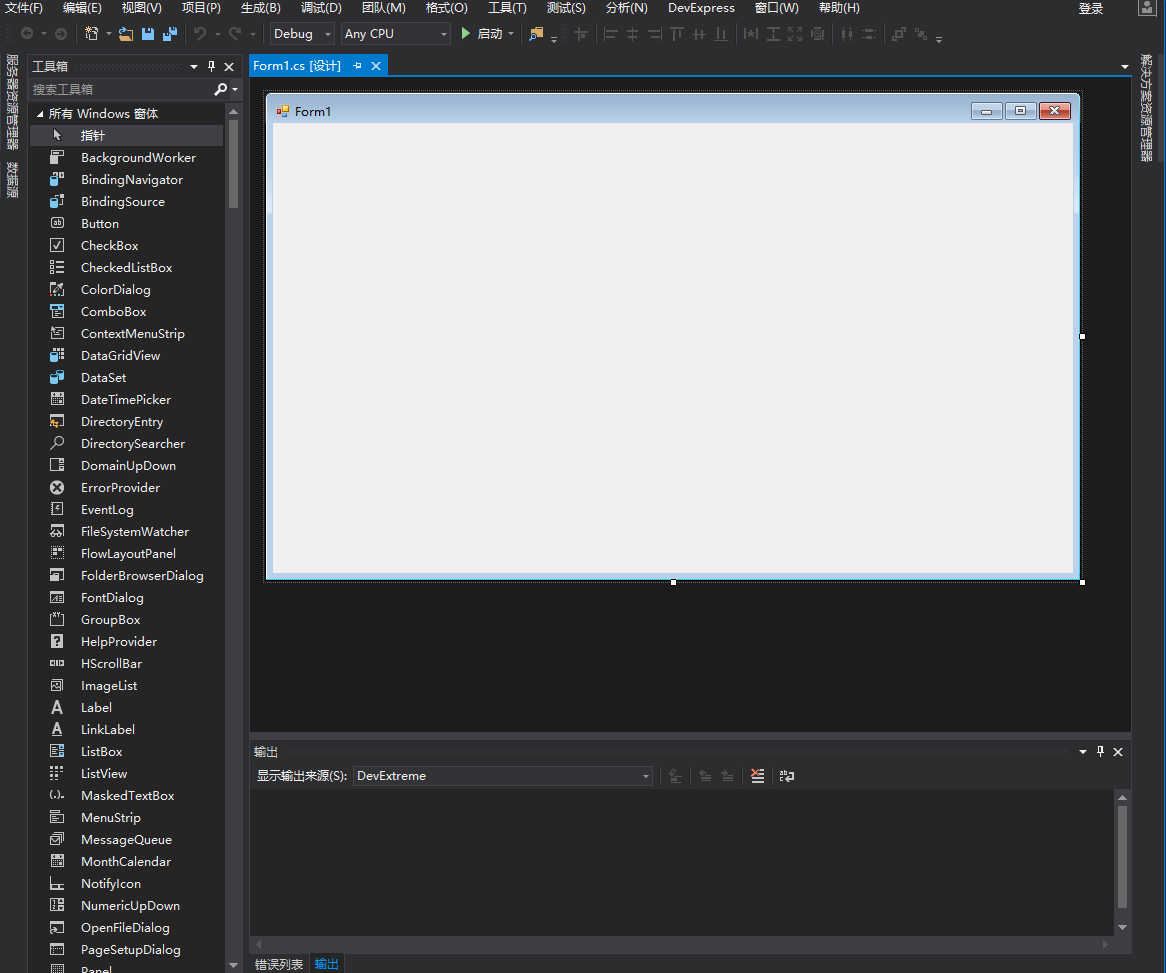 文件(F) 编辑(E) 视图(V) 项目(P) 生成(B) 调试(D) 团队(M) 格式(O) 工具(T) 测试(S) 分析(N) DevExpress 窗口(W) 帮助(H) 登录
Debug Any CPU 启动
服务器资源管理器
数据源
工具箱
搜索工具箱
所有 Windows 窗体
指针
BackgroundWorker
BindingNavigator
BindingSource
Button
CheckBox
CheckedListBox
ColorDialog
ComboBox
ContextMenuStrip
DataGridView
DataSet
DateTimePicker
DirectoryEntry
DirectorySearcher
DomainUpDown
ErrorProvider
EventLog
FileSystemWatcher
FlowLayoutPanel
FolderBrowserDialog
FontDialog
GroupBox
HelpProvider
HScrollBar
ImageList
Label
LinkLabel
ListBox
ListView
MaskedTextBox
MenuStrip
MessageQueue
MonthCalendar
NotifyIcon
NumericUpDown
OpenFileDialog
PageSetupDialog
Panel
Form1.cs [设计]
Form1
输出
显示输出来源(S): DevExtreme
错误列表 输出
解决方案资源管理器